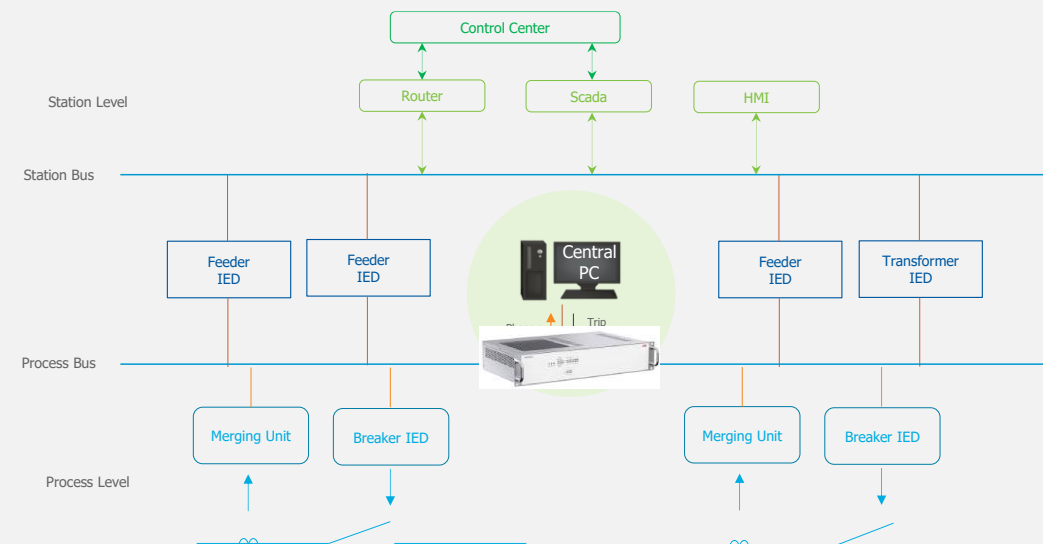 Control Center
Router
Scada
HMI
Station Level
Station Bus
Feeder
IED
Feeder
IED
Central
PC
Feeder
IED
Transformer
IED
Trip
Process Bus
Merging Unit
Breaker IED
Merging Unit
Breaker IED
Process Level